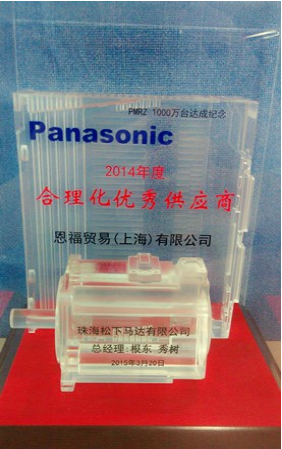 PMRZ 1000万台达成纪念
Panasonic
2014年度
合理化优秀供应商
恩福贸易(上海)有限公司
珠海松下马达有限公司
总经理:根东 秀树
2015年3月20日